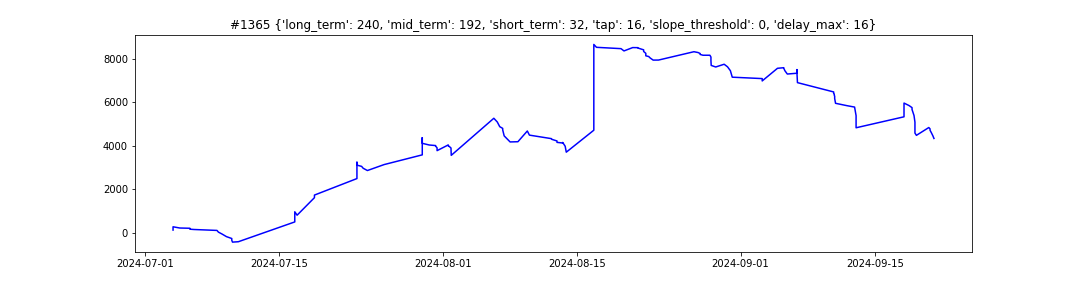 #1365 {'long_term': 240, 'mid_term': 192, 'short_term': 32, 'tap': 16, 'slope_threshold': 0, 'delay_max': 16}
8000
6000
4000
2000
0
2024-07-01 2024-07-15 2024-08-01 2024-08-15 2024-09-01 2024-09-15